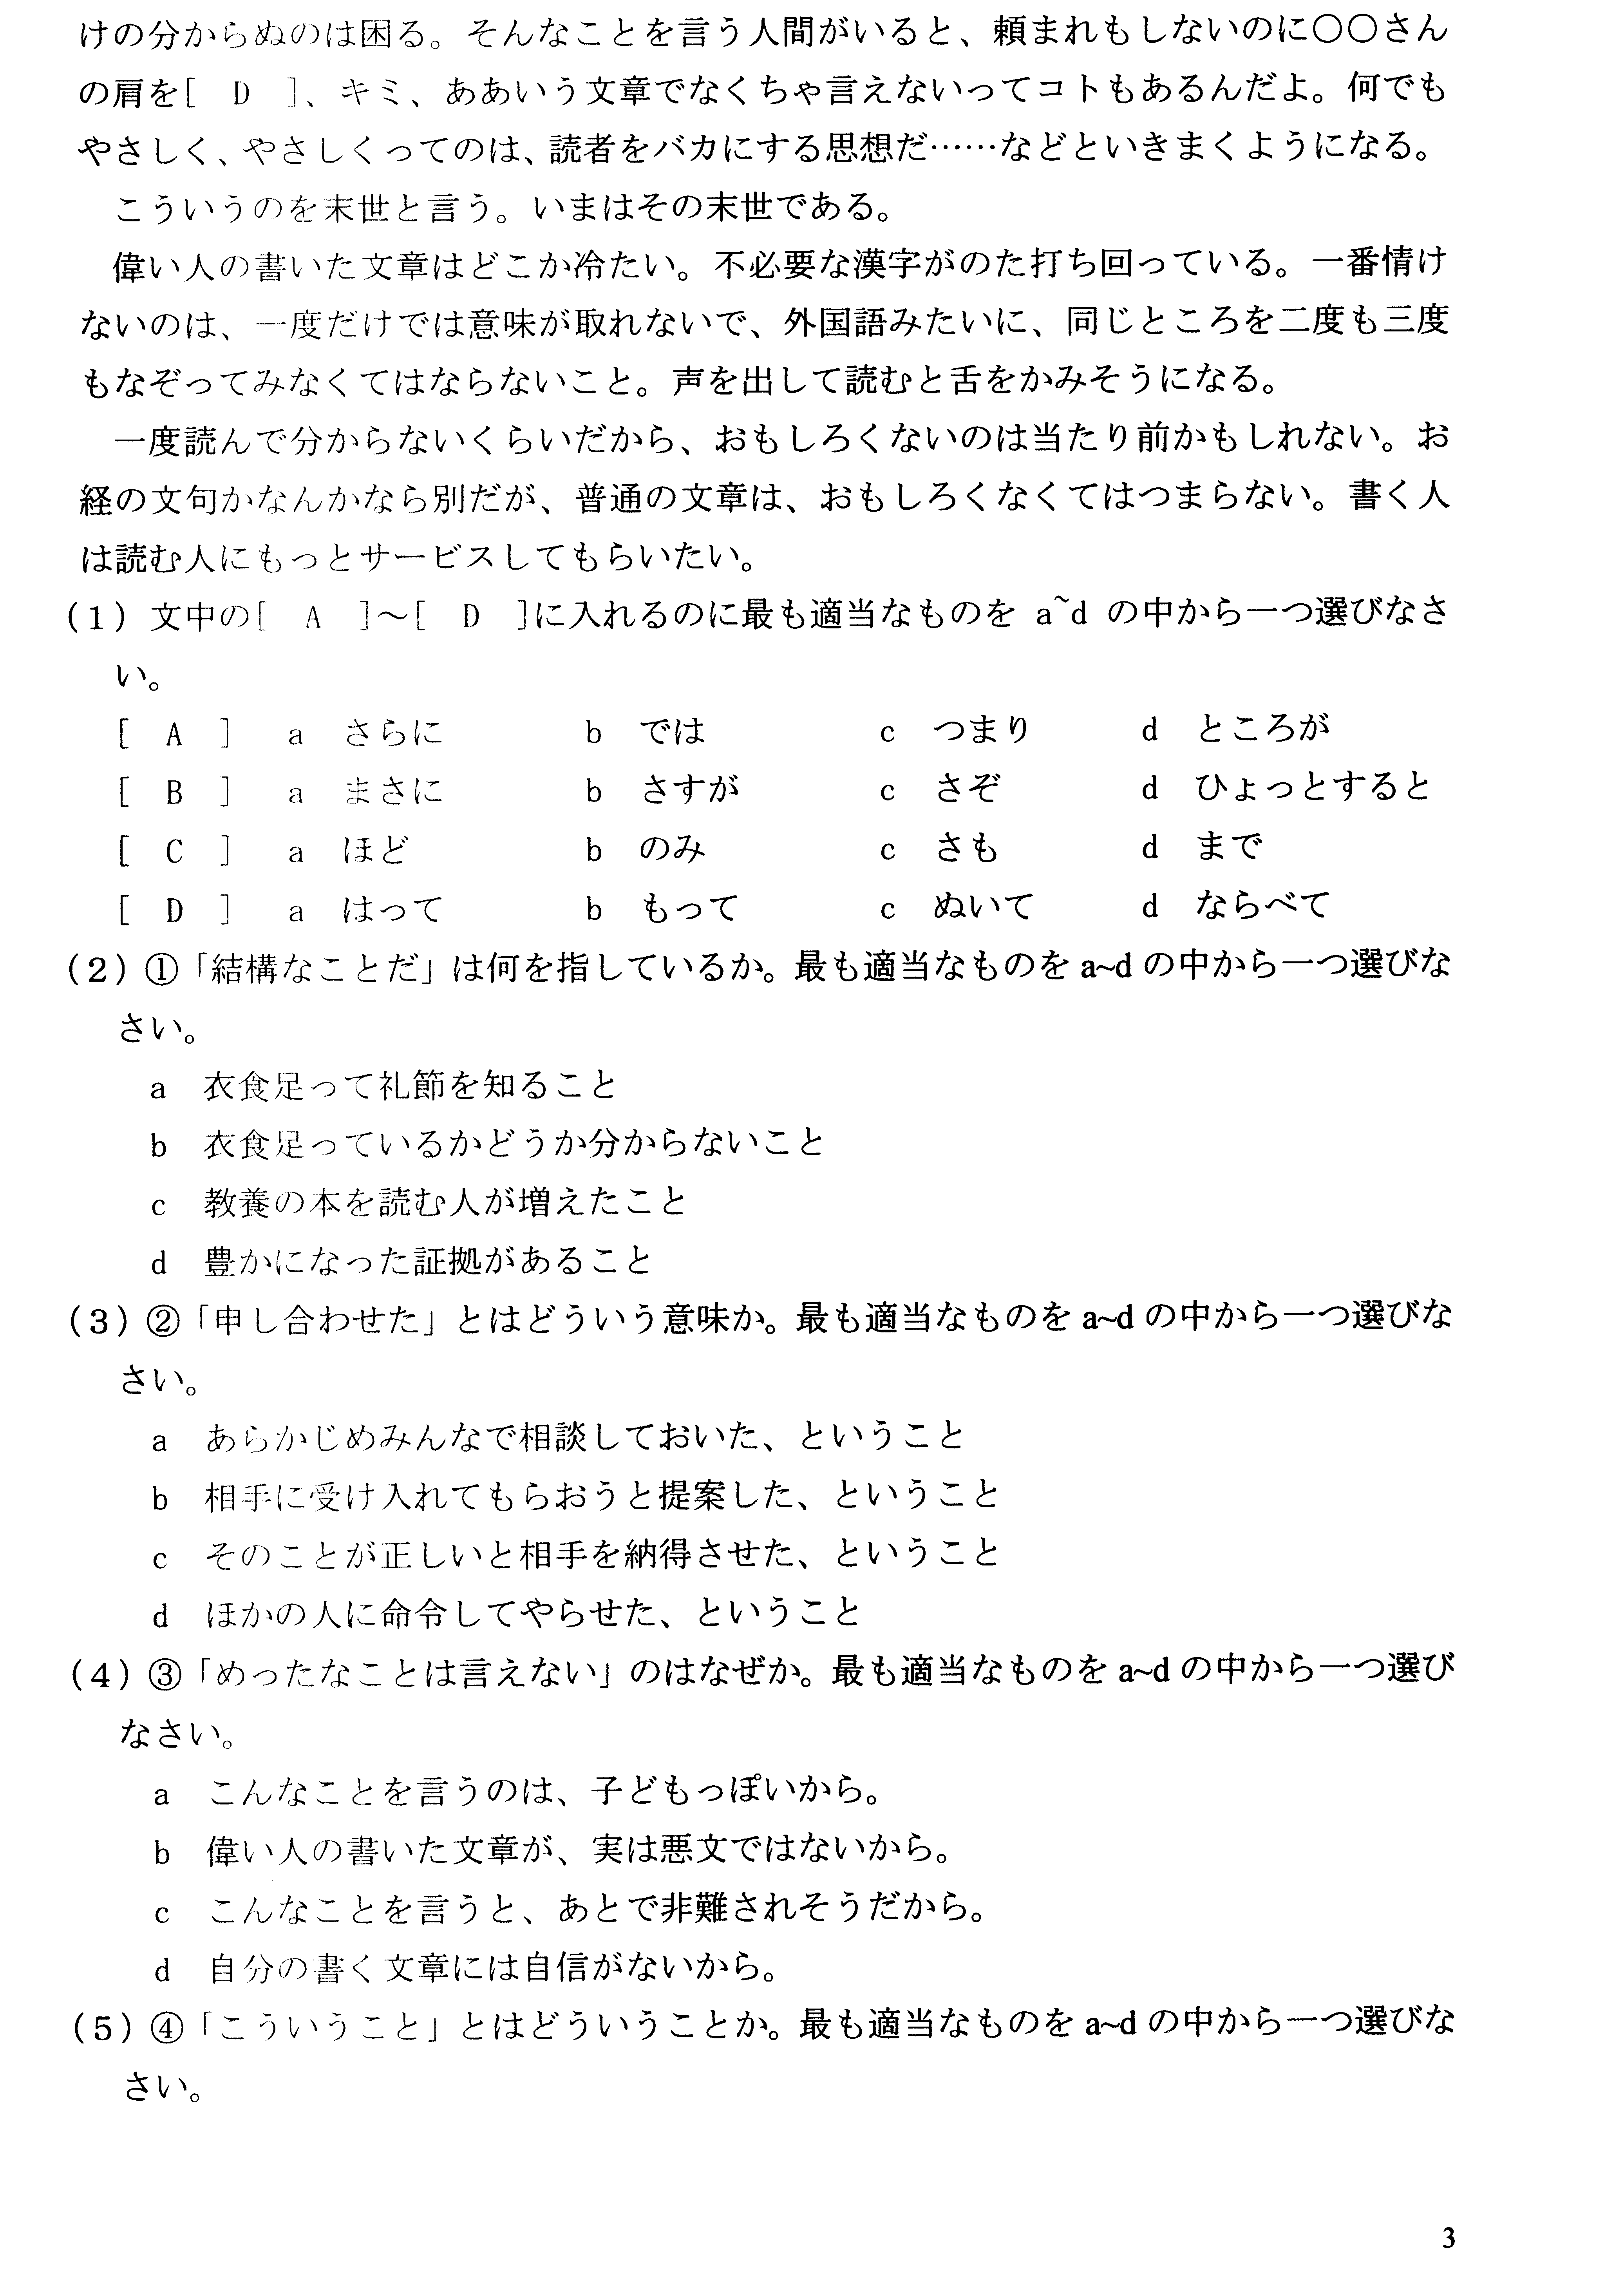 けの分からぬのは困る。そんなことを言う人間がいると、頼まれもしないのに〇〇さん
の肩を[　D　]、キミ、ああいう文章でなくちゃ言えないってコトもあるんだよ。何でも
やさしく、やさしくってのは、読者をバカにする思想だ……などといきまくようになる。
こういうのを末世と言う。いまはその末世である。
偉い人の書いた文章はどこか冷たい。不必要な漢字がのた打ち回っている。一番情け
ないのは、一度だけでは意味が取れないで、外国語みたいに、同じところを二度も三度
もなぞってみなくてはならないこと。声を出して読むと舌をかみそうになる。
一度読んで分からないくらいだから、おもしろくないのは当たり前かもしれない。お
経の文句かなんかなら別だが、普通の文章は、おもしろくなくてはつまらない。書く人
は読む人にもっとサービスしてもらいたい。
(1) 文中の[　A　]～[　D　]に入れるのに最も適当なものを a~d の中から一つ選びなさ
い。
[　A　]　a　さらに　b　では　c　つまり　d　ところが
[　B　]　a　まさに　b　さすが　c　さぞ　d　ひょっとすると
[　C　]　a　ほど　b　のみ　c　さも　d　まで
[　D　]　a　はって　b　もって　c　ぬいて　d　ならべて
(2) ①「結構なことだ」は何を指しているか。最も適当なものを a~d の中から一つ選びな
さい。
a　衣食足って礼節を知ること
b　衣食足っているかどうか分からないこと
c　教養の本を読む人が増えたこと
d　豊かになった証拠があること
(3) ②「申し合わせた」とはどういう意味か。最も適当なものを a~d の中から一つ選びな
さい。
a　あらかじめみんなで相談しておいた、ということ
b　相手に受け入れてもらおうと提案した、ということ
c　そのことが正しいと相手を納得させた、ということ
d　ほかの人に命令してやらせた、ということ
(4) ③「めったなことは言えない」のはなぜか。最も適当なものを a~d の中から一つ選び
なさい。
a　こんなことを言うのは、子どもっぽいから。
b　偉い人の書いた文章が、実は悪文ではないから。
c　こんなことを言うと、あとで非難されそうだから。
d　自分の書く文章には自信がないから。
(5) ④「こういうこと」とはどういうことか。最も適当なものを a~d の中から一つ選びな
さい。
3